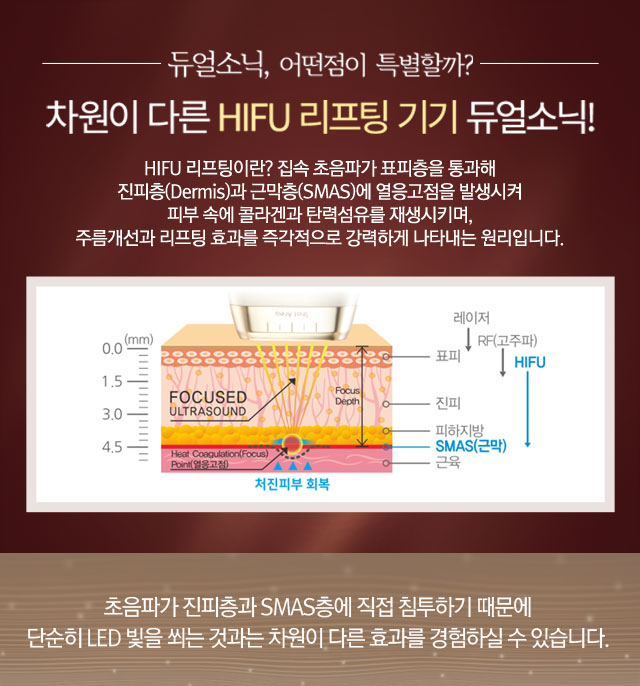 듀얼소닉, 어떤점이 특별할까?
차원이 다른 HIFU 리프팅 기기 듀얼소닉!
HIFU 리프팅이란? 집속 초음파가 표피층을 통과해
진피층(Dermis)과 근막층(SMAS)에 열응고점을 발생시켜
피부 속에 콜라겐과 탄력섬유를 재생시키며,
주름개선과 리프팅 효과를 즉각적으로 강력하게 나타내는 원리입니다.
레이저
RF(고주파)
HIFU
(mm)
0.0
1.5
3.0
4.5
FOCUSED
ULTRASOUND
Focus
Depth
Heat Coagulation(Focus)
Point(열응고점)
표피
진피
피하지방
SMAS(근막)
근육
처진피부 회복
초음파가 진피층과 SMAS층에 직접 침투하기 때문에
단순히 LED 빛을 쐬는 것과는 차원이 다른 효과를 경험하실 수 있습니다.